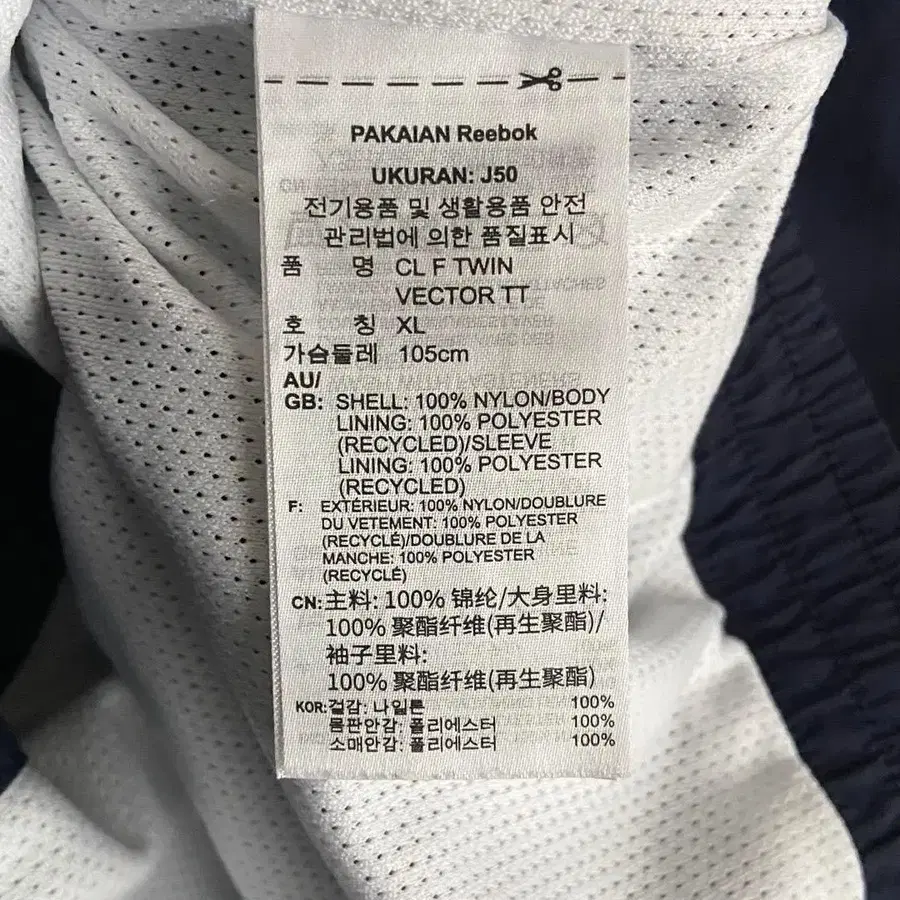 PAKAIAN Reebok
UKURAN: J50
전기용품 및 생활용품 안전
관리법에 의한 품질표시
품 명 CL F TWIN
VECTOR TT
호 칭 XL
가슴둘레 105cm
AU/
GB: SHELL: 100% NYLON/BODY
LINING: 100% POLYESTER
(RECYCLED)/SLEEVE
LINING: 100% POLYESTER
(RECYCLED)
F: EXTÉRIEUR: 100% NYLON/DOUBLURE
DU VETEMENT: 100% POLYESTER
(RECYCLÉ)/DOUBLURE DE LA
MANCHE: 100% POLYESTER
(RECYCLÉ)
CN: 主料: 100% 锦纶/大身里料:
100% 聚酯纤维(再生聚酯)/
袖子里料:
100% 聚酯纤维(再生聚酯)
KOR: 겉감: 나일론 100%
몸판안감: 폴리에스터 100%
소매안감: 폴리에스터 100%